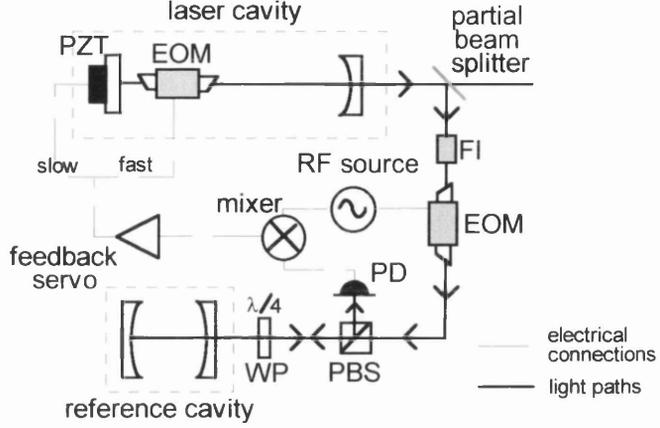 laser cavity
partial
beam
splitter
PZT
EOM
slow
fast
FI
RF source
mixer
EOM
feedback
servo
PD
λ/4
WP
PBS
reference cavity
electrical
connections
light paths